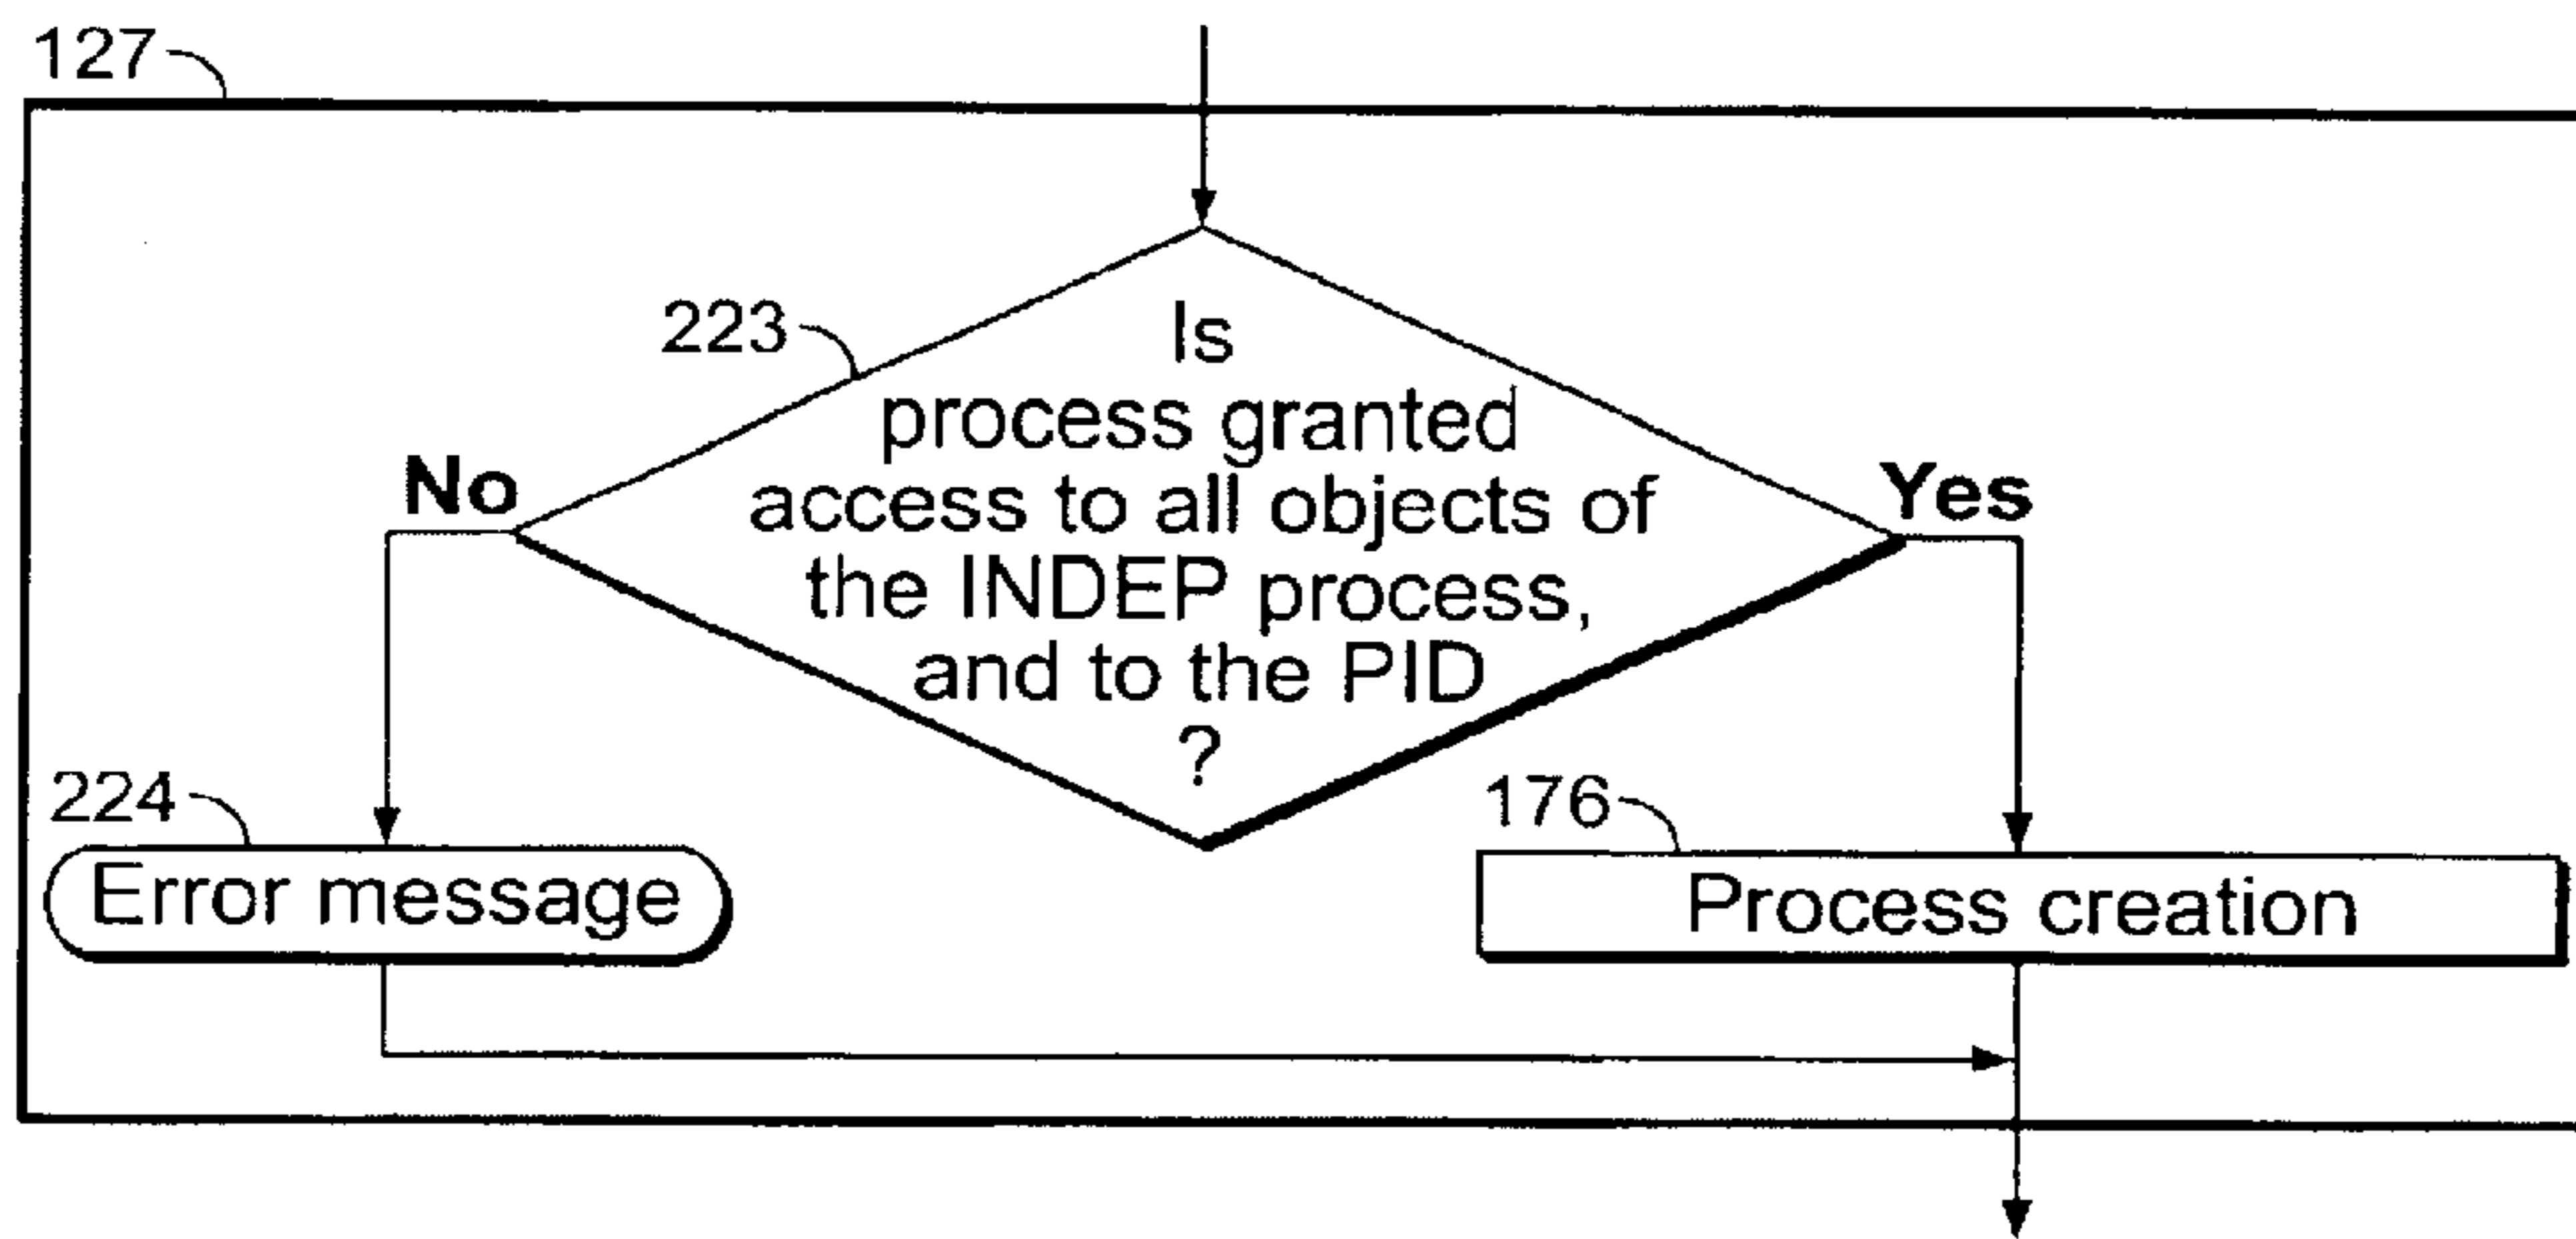 127
223
Is
process granted
access to all objects of
the INDEP process,
and to the PID
?
No
Yes
224
Error message
176
Process creation